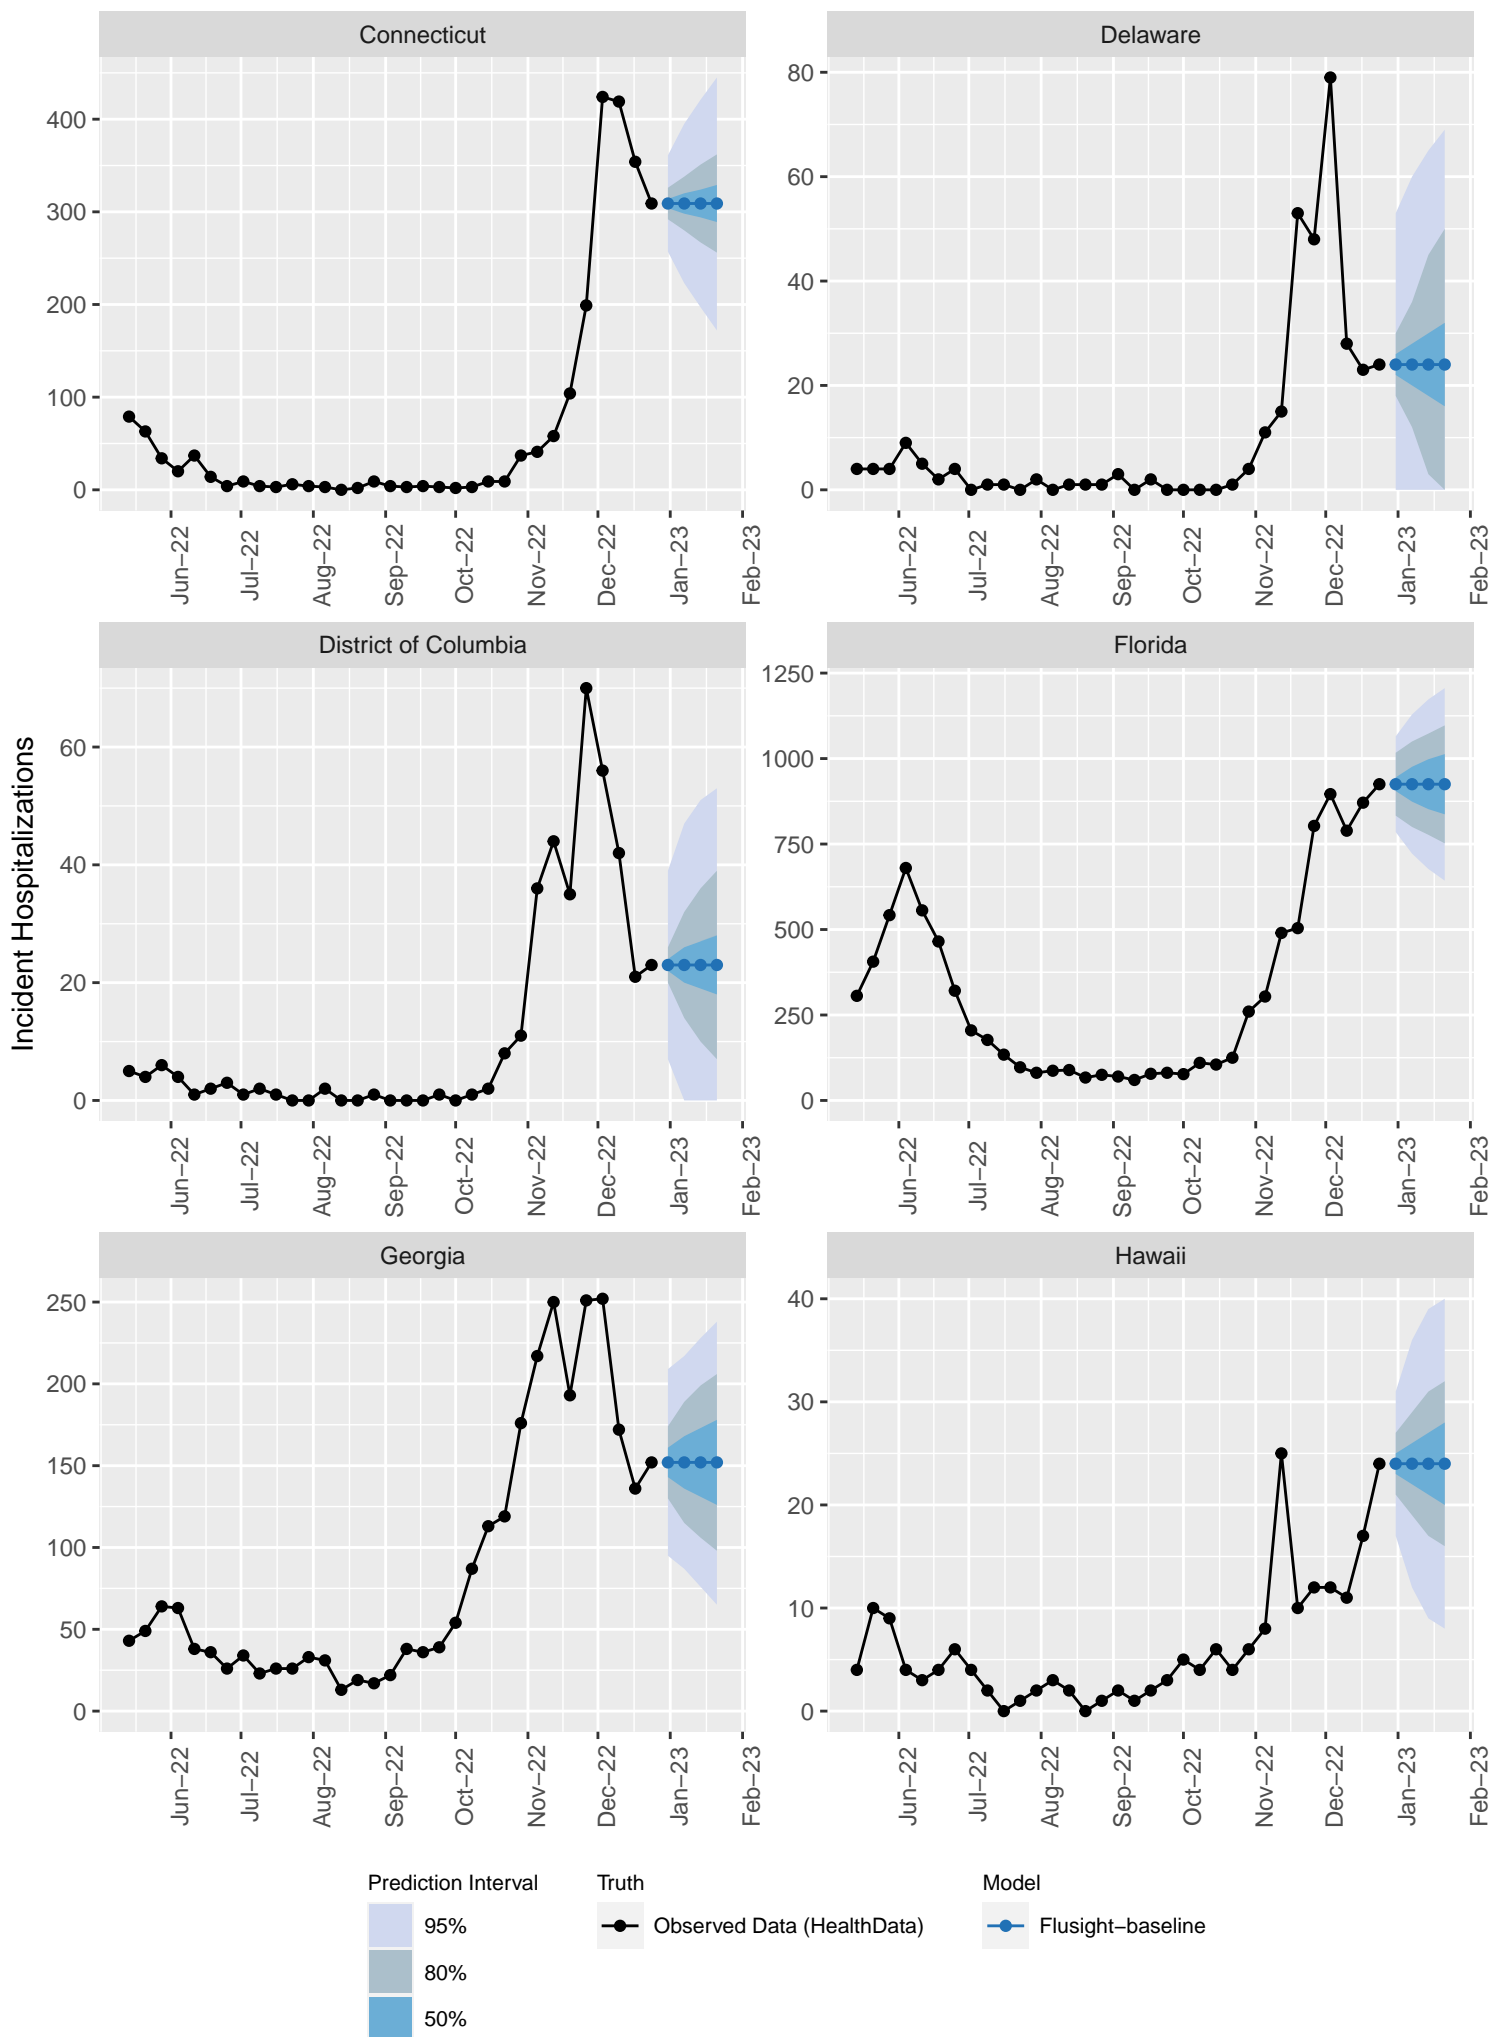 Connecticut
Delaware
400
300
200
100
0
80
60
40
20
0
Jun−22
Jul−22
Aug−22
Sep−22
Oct−22
Nov−22
Dec−22
Jan−23
Feb−23
Jun−22
Jul−22
Aug−22
Sep−22
Oct−22
Nov−22
Dec−22
Jan−23
Feb−23
Incident Hospitalizations
District of Columbia
Florida
60
40
20
0
1250
1000
750
500
250
0
Jun−22
Jul−22
Aug−22
Sep−22
Oct−22
Nov−22
Dec−22
Jan−23
Feb−23
Jun−22
Jul−22
Aug−22
Sep−22
Oct−22
Nov−22
Dec−22
Jan−23
Feb−23
Georgia
Hawaii
250
200
150
100
50
0
40
30
20
10
0
Jun−22
Jul−22
Aug−22
Sep−22
Oct−22
Nov−22
Dec−22
Jan−23
Feb−23
Jun−22
Jul−22
Aug−22
Sep−22
Oct−22
Nov−22
Dec−22
Jan−23
Feb−23
Prediction Interval
95%
80%
50%
Truth
Observed Data (HealthData)
Model
Flusight−baseline